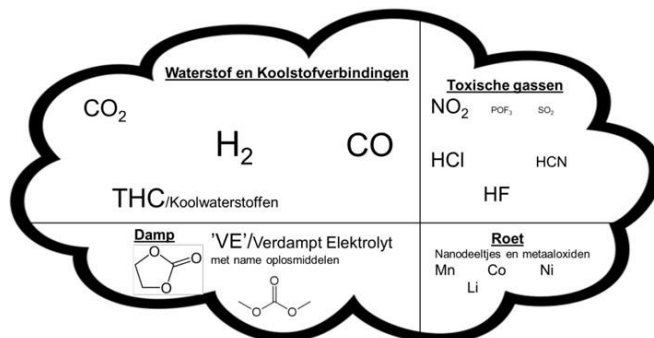 Waterstof en Koolstofverbindingen
CO₂
H₂
CO
THC/Koolwaterstoffen
Toxische gassen
NO₂ POF₃ SO₂
HCl HCN
HF
Damp
'VE'/Verdampt Elektrolyt
met name oplosmiddelen
O
O
O
O
O O
Roet
Nanodeeltjes en metaaloxiden
Mn Co Ni
Li